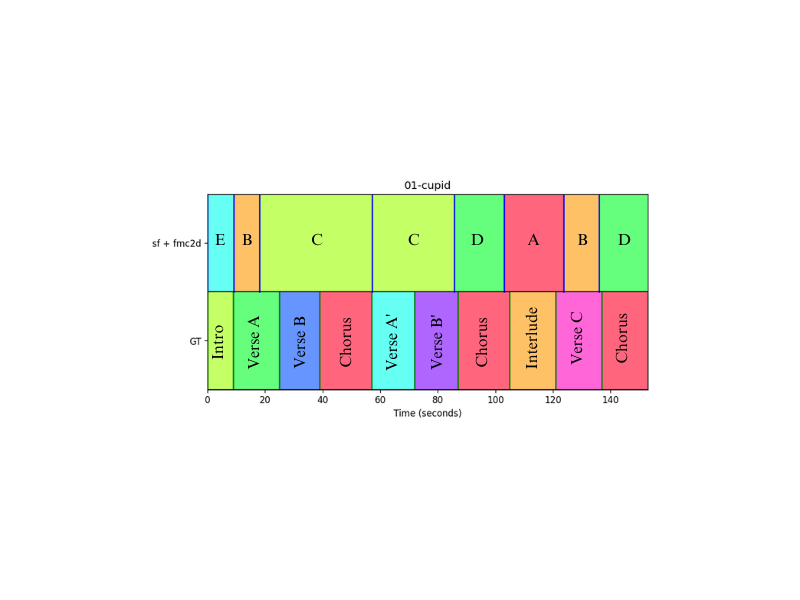 01-cupid
sf + fmc2d
E B C C D A B D
GT
Intro Verse A Verse B Chorus Verse A' Verse B' Chorus Interlude Verse C Chorus
0 20 40 60 80 100 120 140
Time (seconds)